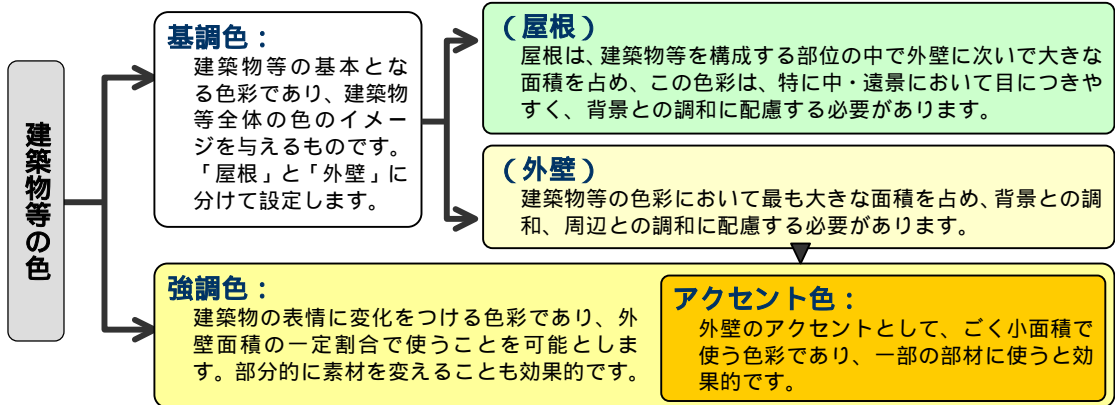 建築物等の色
基調色：
建築物等の基本とな
る色彩であり、建築物
等全体の色のイメー
ジを与えるものです。
「屋根」と「外壁」に
分けて設定します。
（屋根）
屋根は、建築物等を構成する部位の中で外壁に次いで大きな
面積を占め、この色彩は、特に中・遠景において目につきや
すく、背景との調和に配慮する必要があります。
（外壁）
建築物等の色彩において最も大きな面積を占め、背景との調
和、周辺との調和に配慮する必要があります。
強調色：
建築物の表情に変化をつける色彩であり、外
壁面積の一定割合で使うことを可能としま
す。部分的に素材を変えることも効果的です。
アクセント色：
外壁のアクセントとして、ごく小面積で
使う色彩であり、一部の部材に使うと効
果的です。